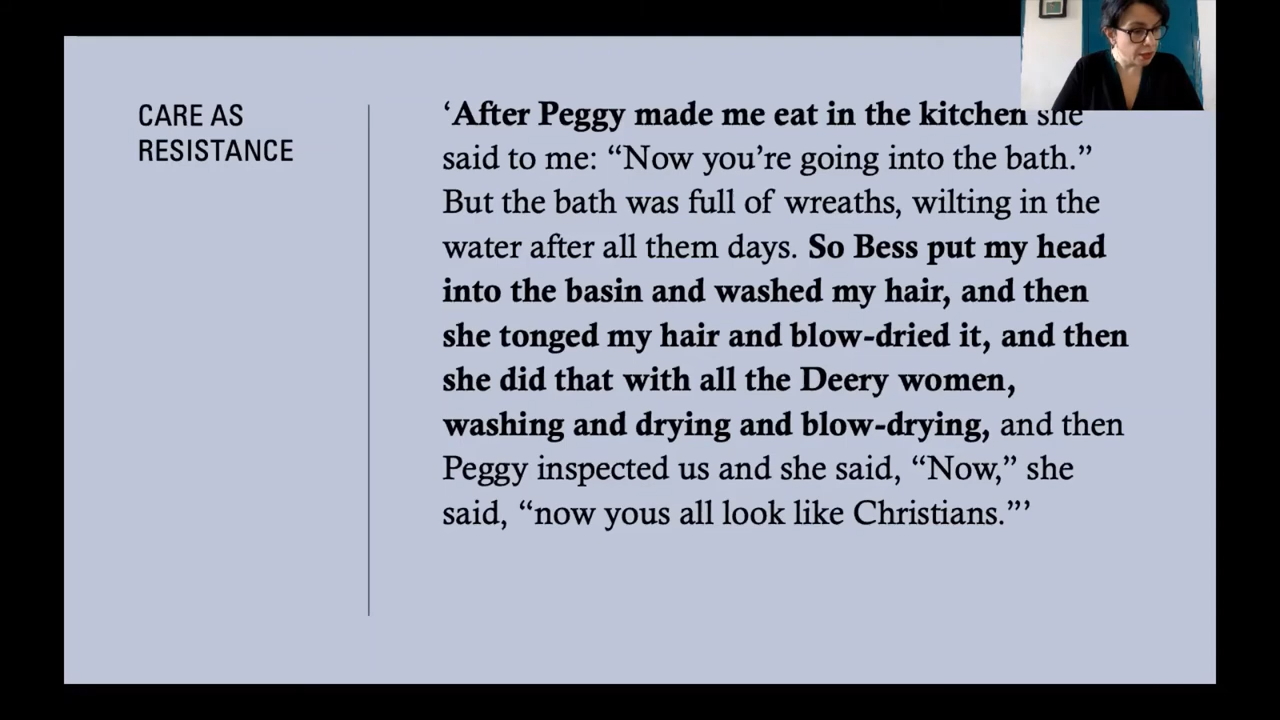 CARE AS
RESISTANCE
‘After Peggy made me eat in the kitchen she
said to me: “Now you’re going into the bath.”
But the bath was full of wreaths, wilting in the
water after all them days. So Bess put my head
into the basin and washed my hair, and then
she tonged my hair and blow-dried it, and then
she did that with all the Deery women,
washing and drying and blow-drying, and then
Peggy inspected us and she said, “Now,” she
said, “now yous all look like Christians.”’